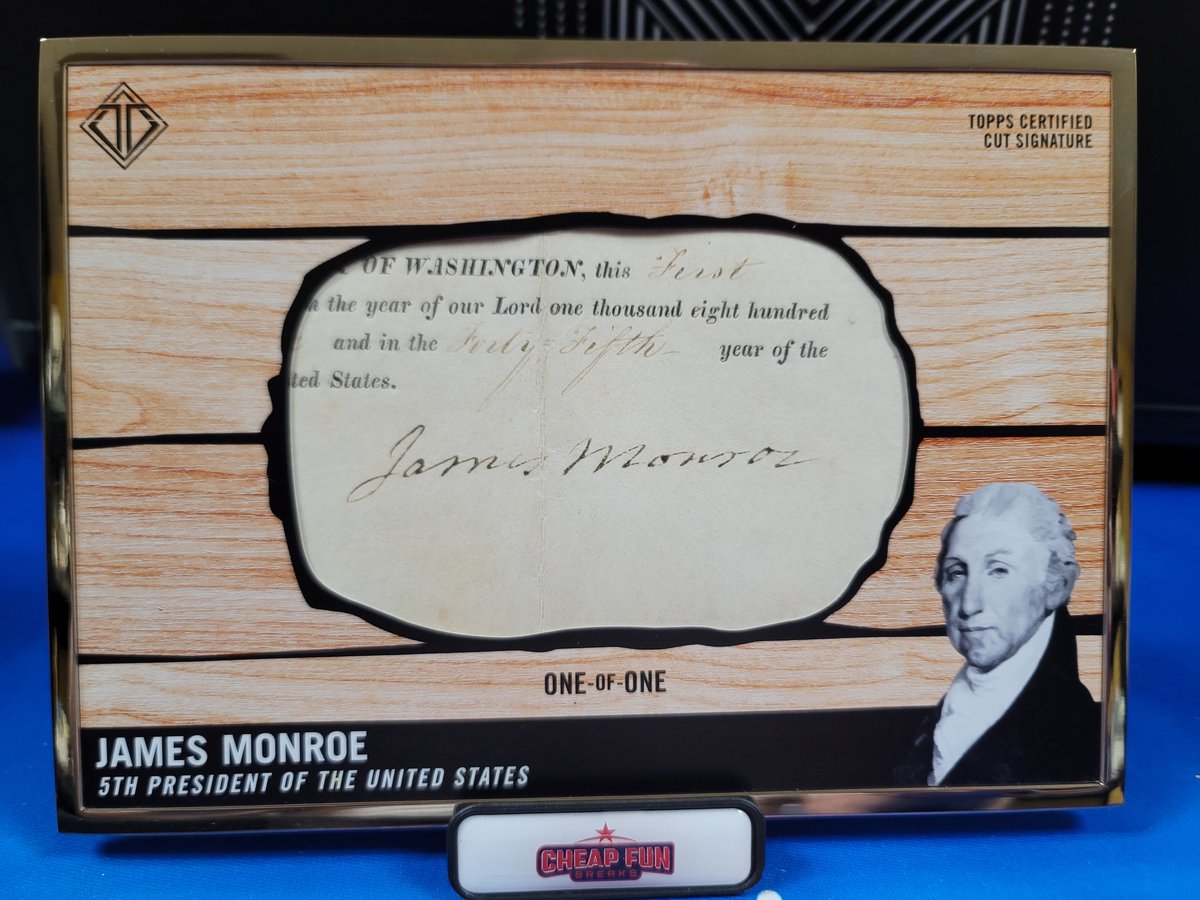 TOPPS CERTIFIED
CUT SIGNATURE
OF WASHINGTON, this First
the year of our Lord one thousand eight hundred
and in the Forty-Fifth year of the
ted States.
James Monroe
ONE-OF-ONE
JAMES MONROE
5TH PRESIDENT OF THE UNITED STATES
CHEAP FUN
BREAKS